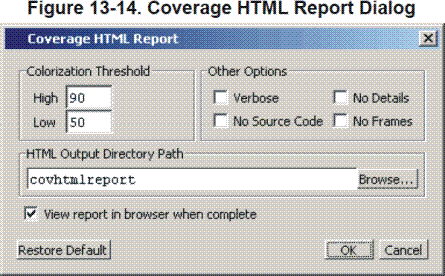 Figure 13-14. Coverage HTML Report Dialog
Coverage HTML Report
Colorization Threshold
High 90
Low 50
Other Options
Verbose
No Details
No Source Code
No Frames
HTML Output Directory Path
covhtmlreport
Browse...
View report in browser when complete
Restore Default
OK
Cancel